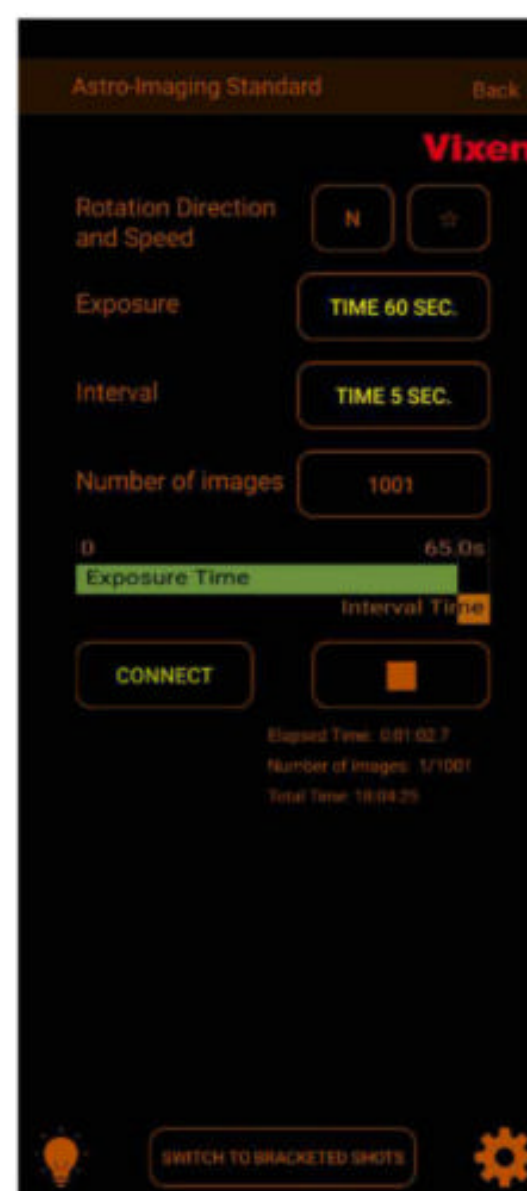 Astro-Imaging Standard Back
Vixen
Rotation Direction
and Speed
N ☆
Exposure TIME 60 SEC.
Interval TIME 5 SEC.
Number of images 1001
0 65.0s
Exposure Time
Interval Time
CONNECT
Elapsed Time: 0:01:02.7
Number of images: 1/1001
Total Time: 18:04:25
SWITCH TO BRACKETED SHOTS